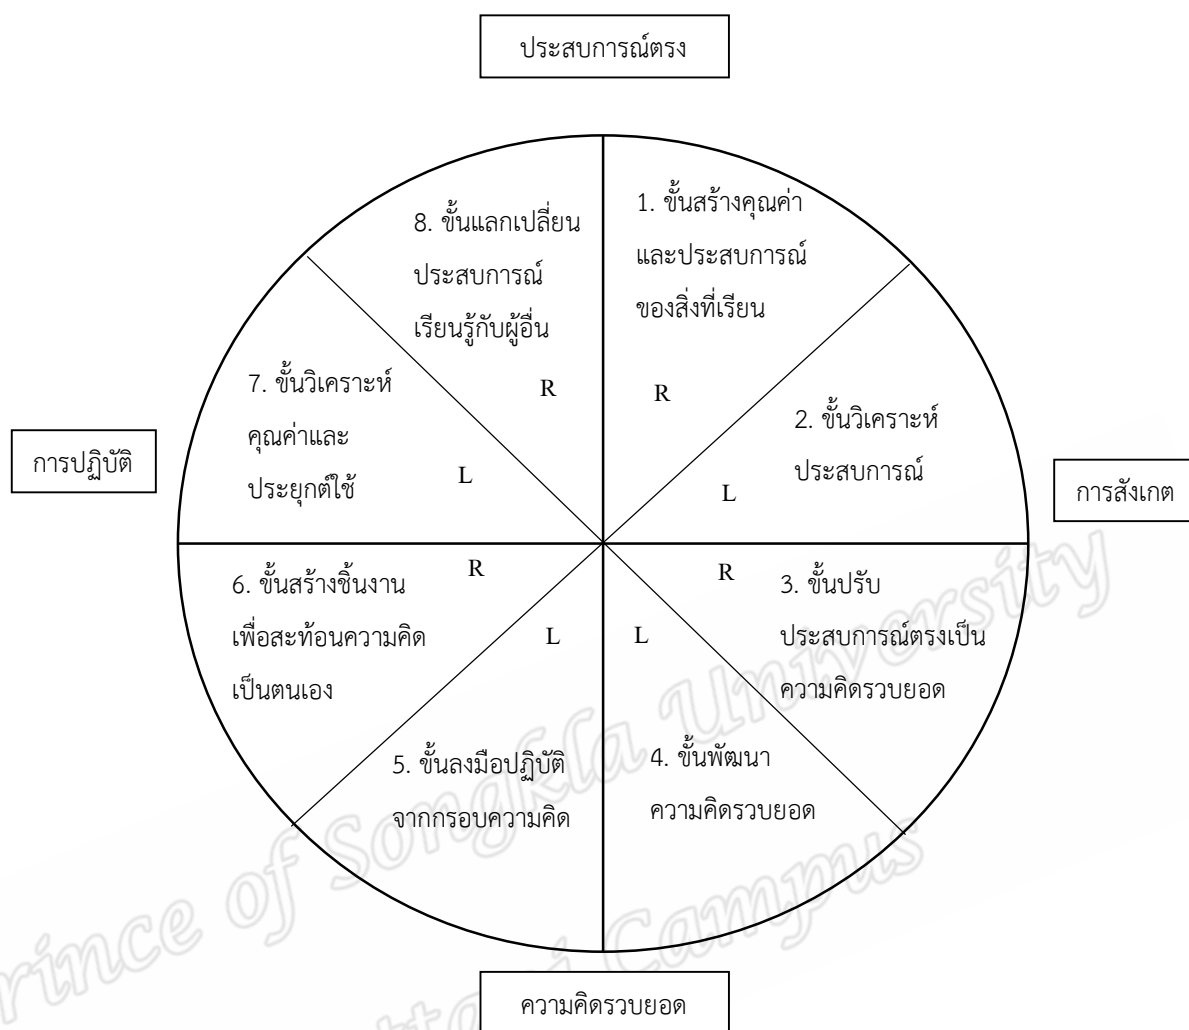 ประสบการณ์ตรง
1. ขั้นสร้างคุณค่า
และประสบการณ์
ของสิ่งที่เรียน
R
2. ขั้นวิเคราะห์
ประสบการณ์
L
การสังเกต
3. ขั้นปรับ
ประสบการณ์ตรงเป็น
ความคิดรวบยอด
R
4. ขั้นพัฒนา
ความคิดรวบยอด
L
ความคิดรวบยอด
5. ขั้นลงมือปฏิบัติ
จากกรอบความคิด
L
6. ขั้นสร้างชิ้นงาน
เพื่อสะท้อนความคิด
เป็นตนเอง
R
การปฏิบัติ
7. ขั้นวิเคราะห์
คุณค่าและ
ประยุกต์ใช้
L
8. ขั้นแลกเปลี่ยน
ประสบการณ์
เรียนรู้กับผู้อื่น
R
Prince of Songkla University
Campus